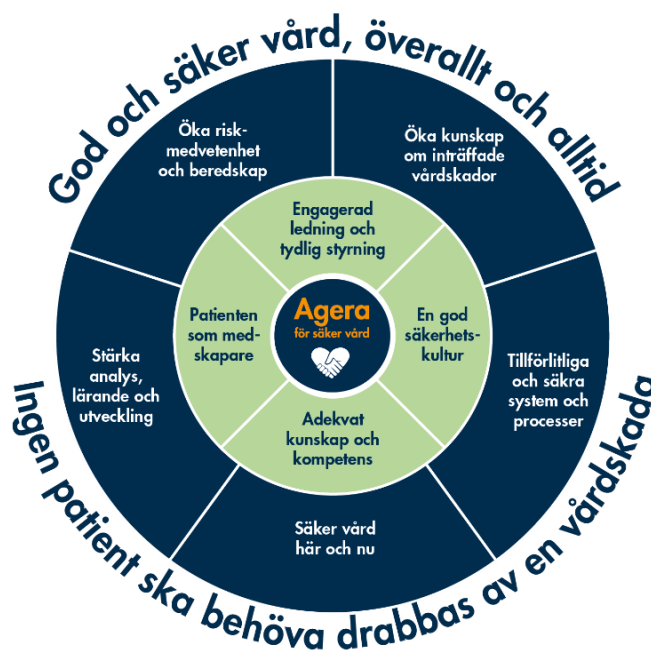 God och säker vård, överallt och alltid
Öka risk-
medvetenhet
och beredskap
Öka kunskap
om inträffade
vårdskador
Engagerad
ledning och
tydlig styrning
Patienten
som med-
skapare
Agera
för säker vård
En god
säkerhets-
kultur
Stärka
analys,
lärande och
utveckling
Tillförlitliga
och säkra
system och
processer
Adekvat
kunskap och
kompetens
Säker vård
här och nu
Ingen patient ska behöva drabbas av en vårdskada